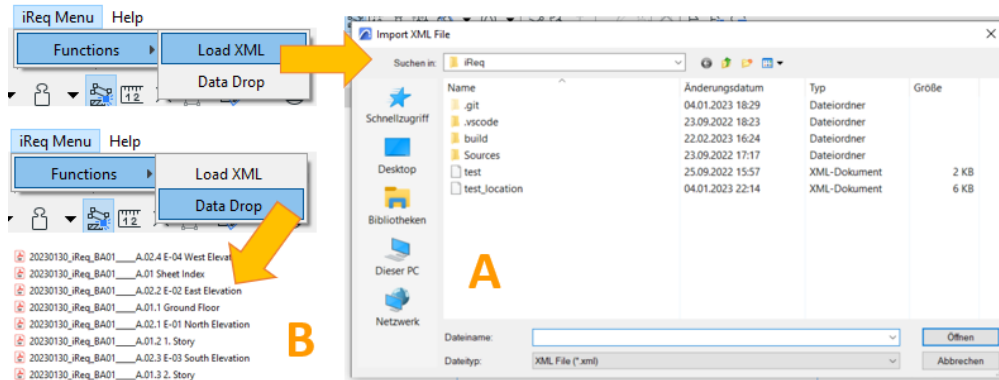 iReq Menu Help
Functions Load XML
Data Drop
iReq Menu Help
Functions Load XML
Data Drop
20230130_iReq_BA01____A.02.4 E-04 West Elevat
20230130_iReq_BA01____A.01 Sheet Index
20230130_iReq_BA01____A.02.2 E-02 East Elevation
20230130_iReq_BA01____A.01.1 Ground Floor
20230130_iReq_BA01____A.02.1 E-01 North Elevation
20230130_iReq_BA01____A.01.2 1. Story
20230130_iReq_BA01____A.02.3 E-03 South Elevation
20230130_iReq_BA01____A.01.3 2. Story
B
Import XML File
Suchen in: iReq
Schnellzugriff
Desktop
Bibliotheken
Dieser PC
Netzwerk
Name Änderungsdatum Typ Größe
.git 04.01.2023 18:29 Dateiordner
.vscode 23.09.2022 18:23 Dateiordner
build 22.02.2023 16:24 Dateiordner
Sources 23.09.2022 17:17 Dateiordner
test 25.09.2022 15:57 XML-Dokument 2 KB
test_location 04.01.2023 22:14 XML-Dokument 6 KB
A
Dateiname: Öffnen
Dateityp: XML File (*.xml) Abbrechen